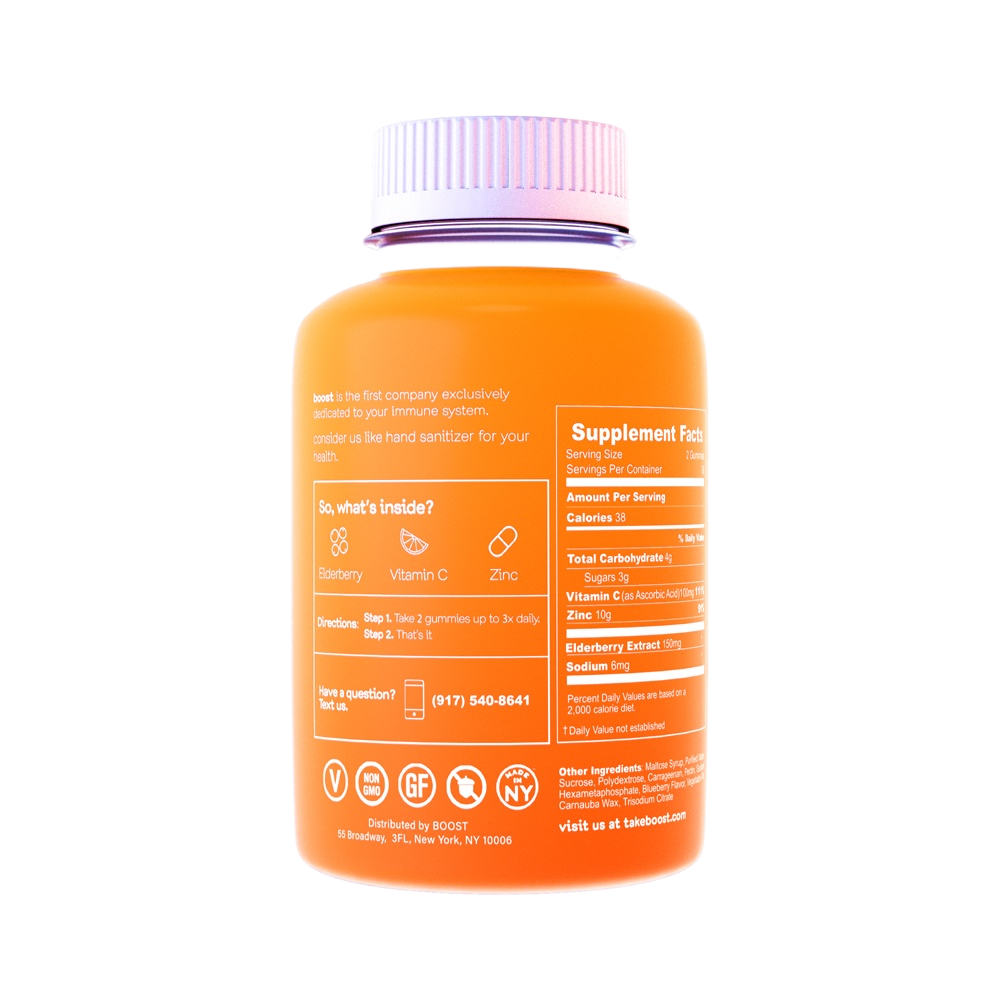 boost is the first company exclusively
dedicated to your immune system.
consider us like hand sanitizer for your
health.
So, what's inside?
Elderberry
Vitamin C
Zinc
Directions:
Step 1. Take 2 gummies up to 3x daily.
Step 2. That's It
Have a question?
Text us.
(917) 540-8641
V
NON
GMO
GF
MADE
IN
NY
Distributed by BOOST
55 Broadway, 3FL, New York, NY 10006
Supplement Facts
Serving Size 2
Servings Per Container
Amount Per Serving
Calories 38
% Daily
Total Carbohydrate 4g
Sugars 3g
Vitamin C (as Ascorbic Acid) 100mg 111%
Zinc 10g
Elderberry Extract 150mg
Sodium 6mg
Percent Daily Values are based on a
2,000 calorie diet.
† Daily Value not established
Other Ingredients: Maltose Syrup,
Sucrose, Polydextrose, Carrageenan, Pectin,
Hexametaphosphate, Blueberry Flavor,
Carnauba Wax, Trisodium Citrate
visit us at takeboost.com